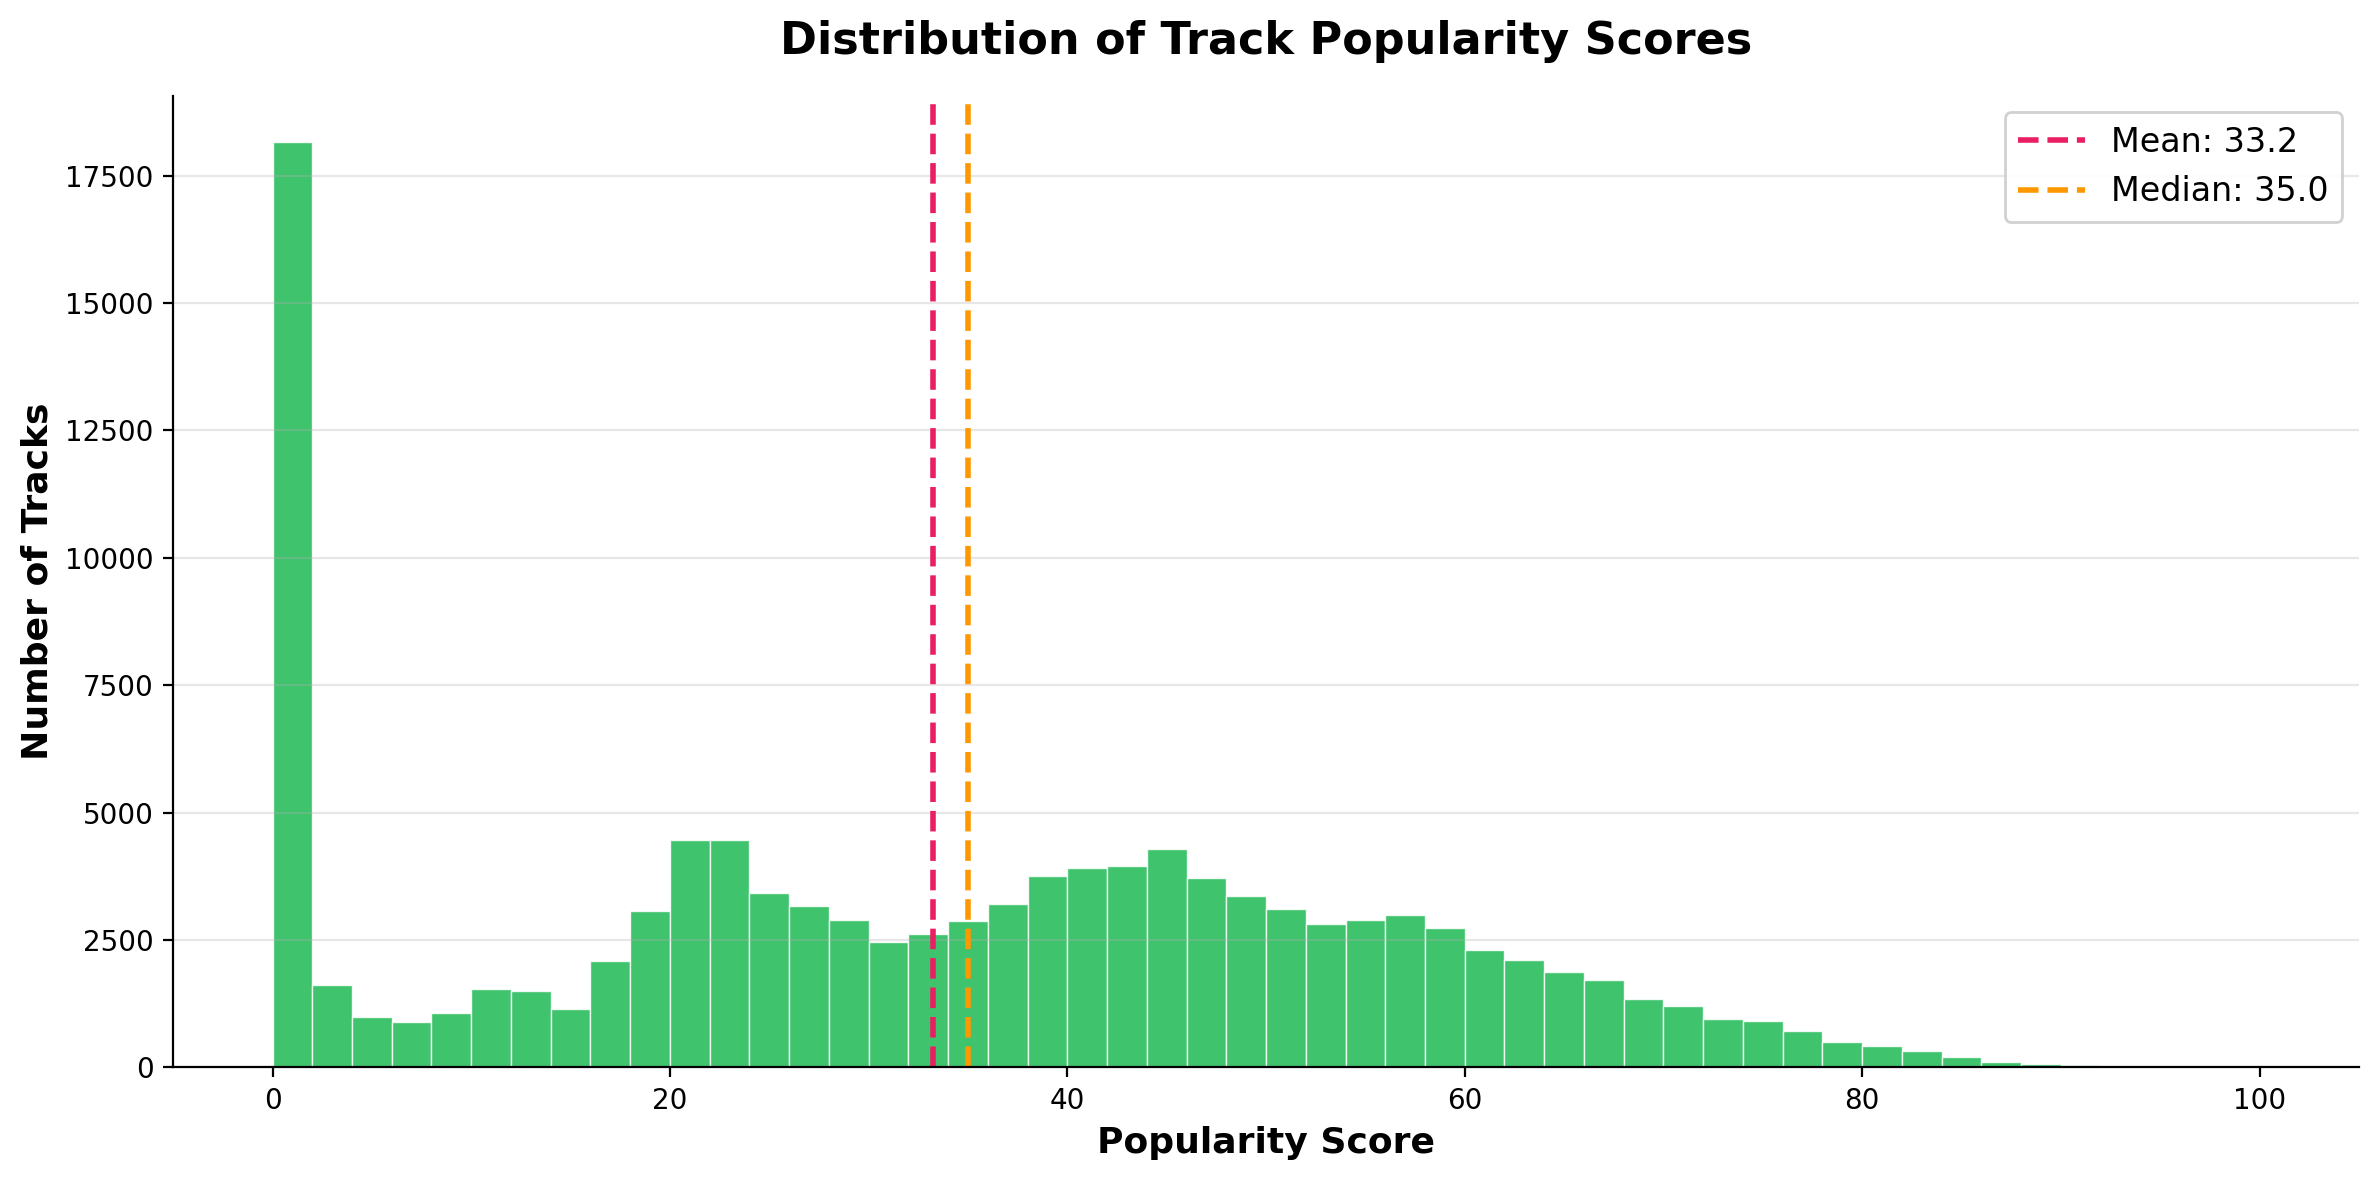 Distribution of Track Popularity Scores
Mean: 33.2
Median: 35.0
Number of Tracks
17500
15000
12500
10000
7500
5000
2500
0
0 20 40 60 80 100
Popularity Score